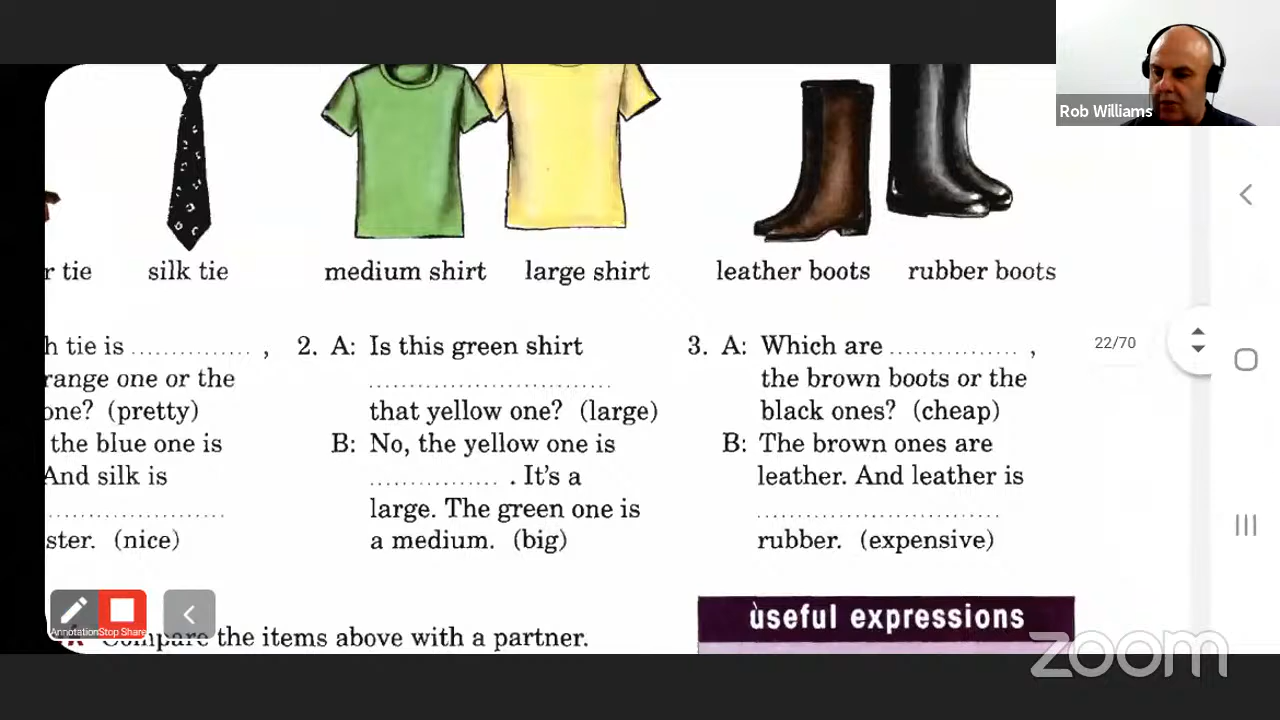 Rob Williams
r tie
silk tie
medium shirt
large shirt
leather boots
rubber boots
h tie is .............. ,
range one or the
one? (pretty)
the blue one is
And silk is
..........................
ster. (nice)
2. A: Is this green shirt
............................
that yellow one? (large)
B: No, the yellow one is
............... . It's a
large. The green one is
a medium. (big)
3. A: Which are ............... ,
the brown boots or the
black ones? (cheap)
B: The brown ones are
leather. And leather is
............................
rubber. (expensive)
22/70
Annotation
Stop Share
Compare the items above with a partner.
useful expressions
zoom